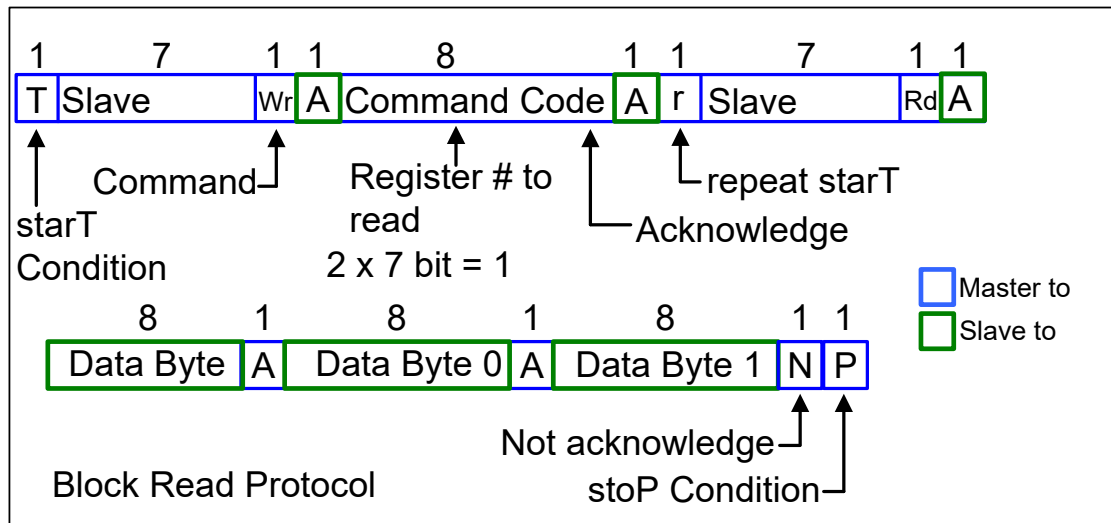 1 7 1 1 8 1 1 7 1 1
T Slave Wr A Command Code A r Slave Rd A
Command
Register # to
read
2 x 7 bit = 1
repeat starT
Acknowledge
starT
Condition
Master to
Slave to
8 1 8 1 8 1 1
Data Byte A Data Byte 0 A Data Byte 1 N P
Not acknowledge
stoP Condition
Block Read Protocol